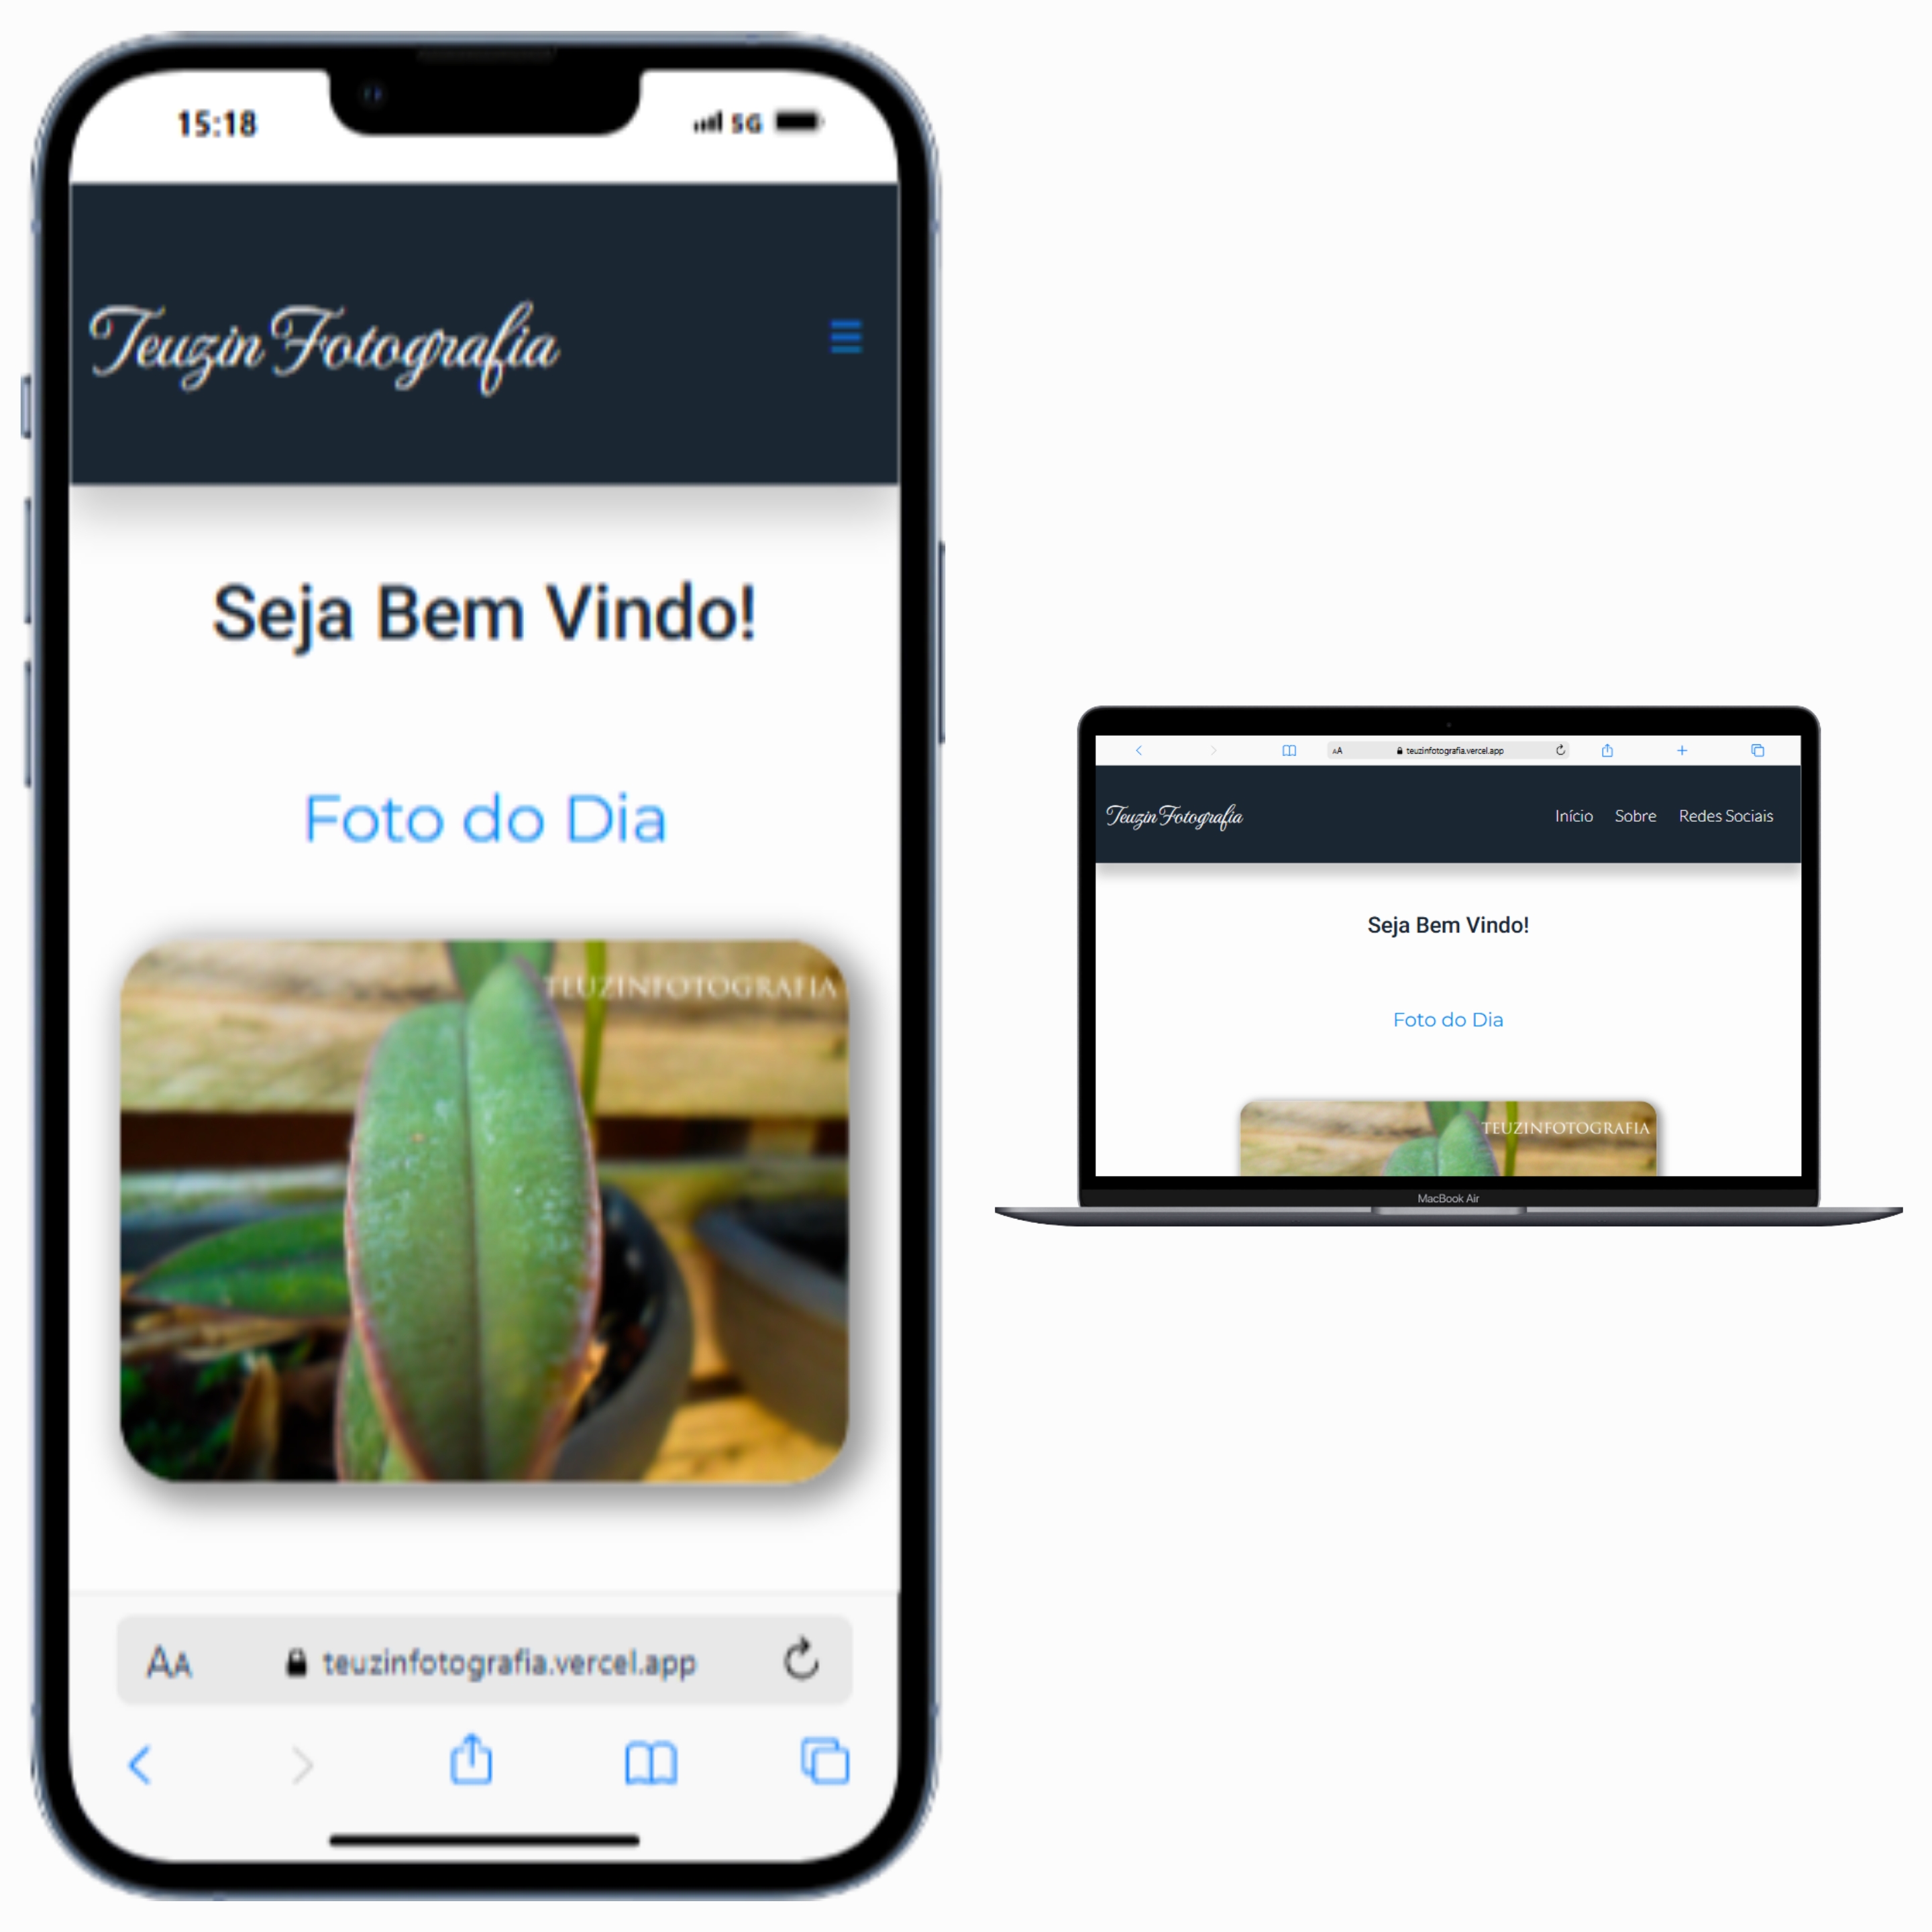 15:18
5G
Teuzin Fotografia
Seja Bem Vindo!
Foto do Dia
TEUZINFOTOGRAFIA
AA
teuzinfotografia.vercel.app
AA
teuzinfotografia.vercel.app
Teuzin Fotografia
Início Sobre Redes Sociais
Seja Bem Vindo!
Foto do Dia
TEUZINFOTOGRAFIA
MacBook Air